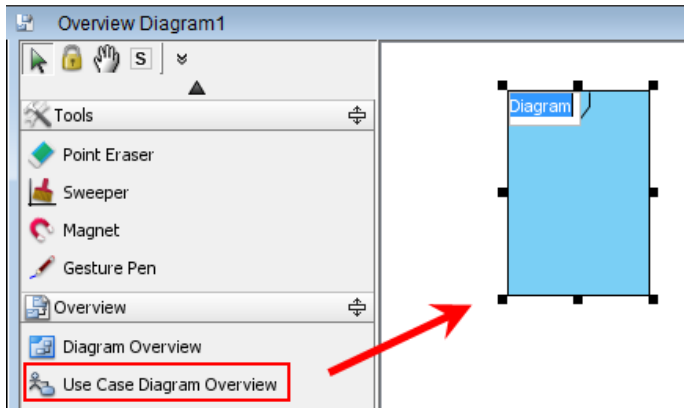 Overview Diagram1
S
Tools
Point Eraser
Sweeper
Magnet
Gesture Pen
Overview
Diagram Overview
Use Case Diagram Overview
Diagram